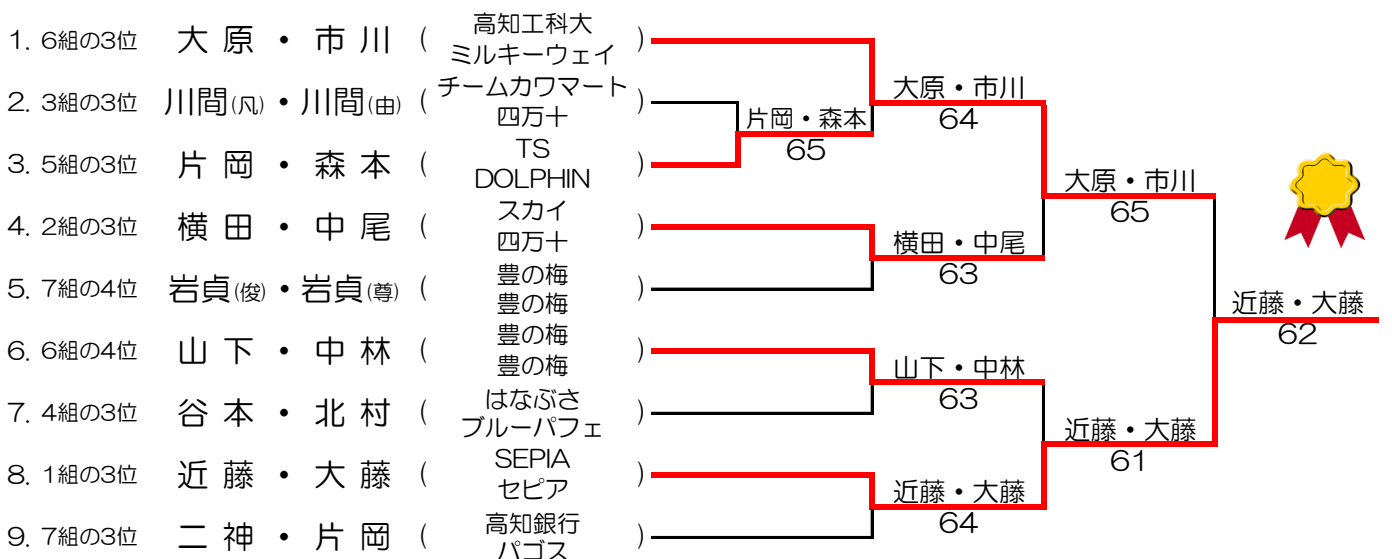 1. 6組の3位 大原・市川 ( 高知工科大 ミルキーウェイ )
2. 3組の3位 川間(凡)・川間(由) ( チームカワマート 四万十 )
3. 5組の3位 片岡・森本 ( TS DOLPHIN )
4. 2組の3位 横田・中尾 ( スカイ 四万十 )
5. 7組の4位 岩貞(俊)・岩貞(尊) ( 豊の梅 豊の梅 )
6. 6組の4位 山下・中林 ( 豊の梅 豊の梅 )
7. 4組の3位 谷本・北村 ( はなぶさ ブルーパフェ )
8. 1組の3位 近藤・大藤 ( SEPIA セピア )
9. 7組の3位 二神・片岡 ( 高知銀行 パゴス )
片岡・森本
65
大原・市川
64
横田・中尾
63
山下・中林
63
近藤・大藤
64
大原・市川
65
近藤・大藤
61
近藤・大藤
62